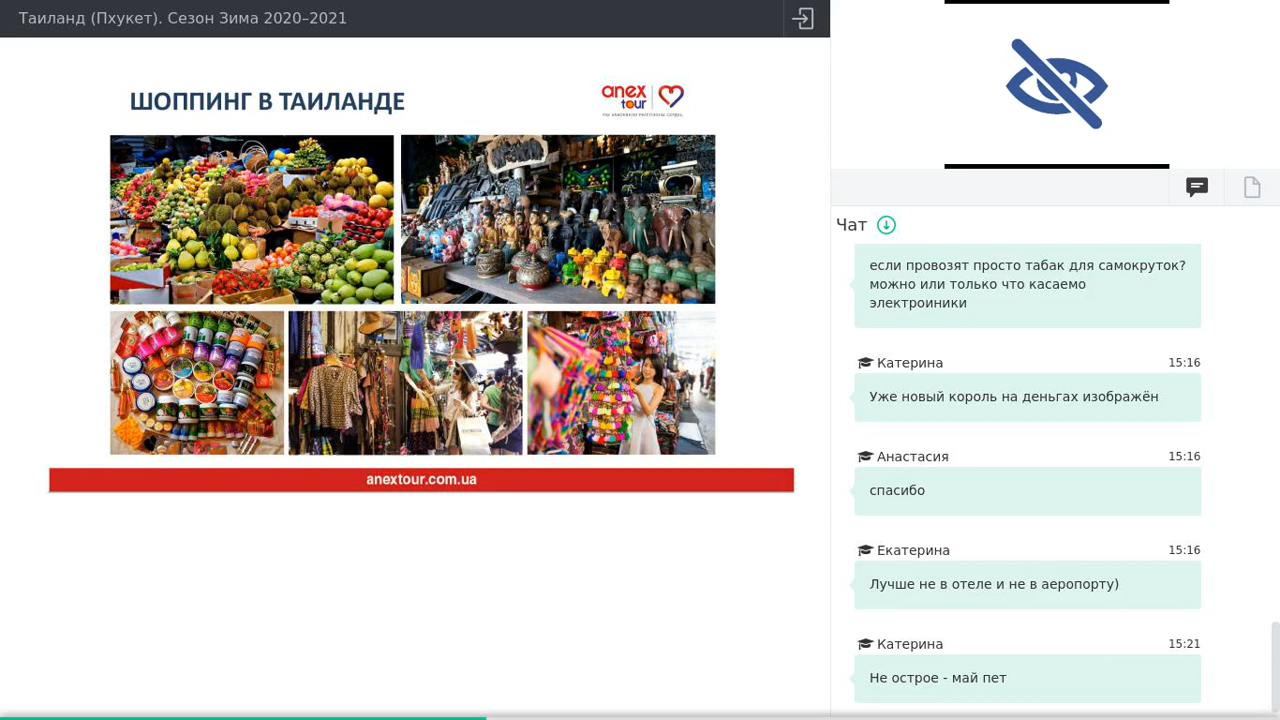 Таиланд (Пхукет). Сезон Зима 2020–2021
ШОППИНГ В ТАИЛАНДЕ
anex
tour
anextour.com.ua
Чат
если провозят просто табак для самокруток?
можно или только что касаемо
электроиники
Катерина 15:16
Уже новый король на деньгах изображён
Анастасия 15:16
спасибо
Екатерина 15:16
Лучше не в отеле и не в аеропорту)
Катерина 15:21
Не острое - май пет